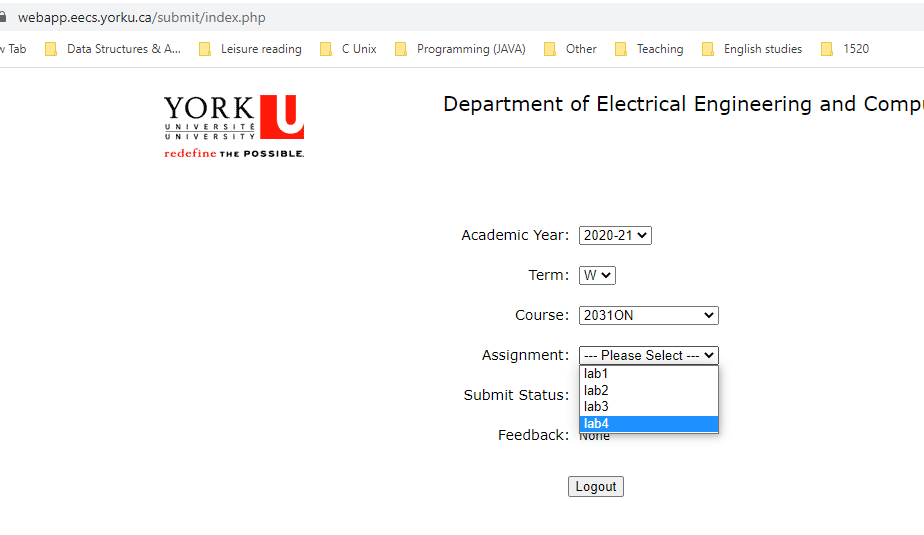 webapp.eecs.yorku.ca/submit/index.php
w Tab Data Structures & A... Leisure reading C Unix Programming (JAVA) Other Teaching English studies 1520
YORK U
UNIVERSITÉ
UNIVERSITY
redefine THE POSSIBLE.
Department of Electrical Engineering and Compu
Academic Year: 2020-21
Term: W
Course: 2031ON
Assignment: --- Please Select ---
lab1
lab2
lab3
lab4
Submit Status:
Feedback: None
Logout